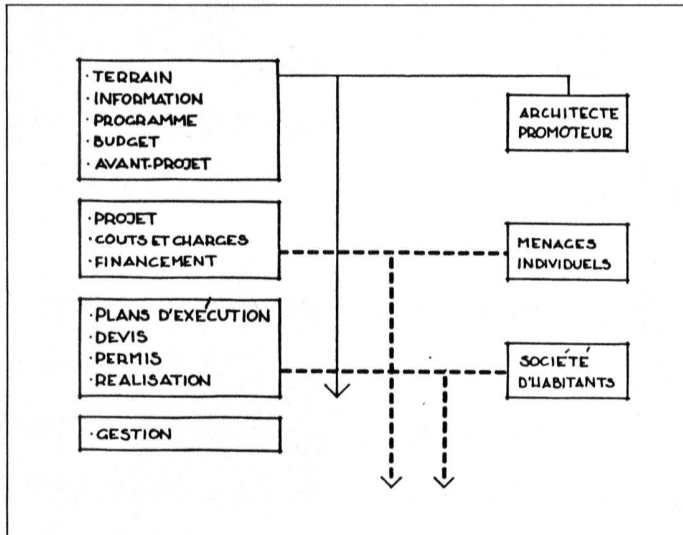 · TERRAIN
· INFORMATION
· PROGRAMME
· BUDGET
· AVANT-PROJET
ARCHITECTE
PROMOTEUR
· PROJET
· COUTS ET CHARGES
· FINANCEMENT
MENAGES
INDIVIDUELS
· PLANS D'EXÉCUTION
· DEVIS
· PERMIS
· REALISATION
SOCIÉTÉ
D'HABITANTS
· GESTION